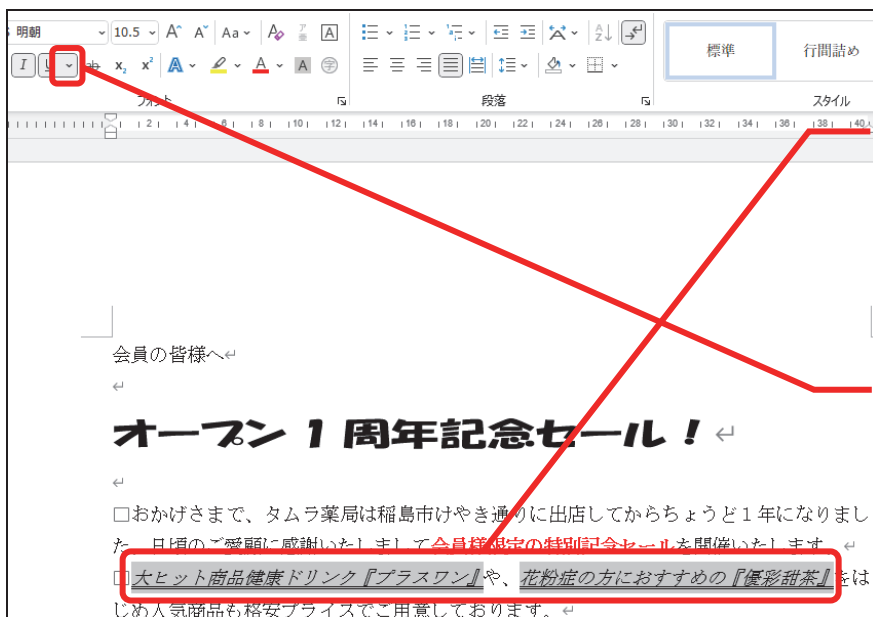 明朝 10.5 A A Aa A A
I U ab x₂ x² A A A 字
フォント 段落 スタイル
標準 行間詰め
2 4 6 8 10 12 14 16 18 20 22 24 26 28 30 32 34 36 38 40
会員の皆様へ↵
↵
オープン1周年記念セール!↵
↵
□おかげさまで、タムラ薬局は稲島市けやき通りに出店してからちょうど1年になりまし
た。日頃のご愛顧に感謝いたしまして会員様限定の特別記念セールを開催いたします。↵
□大ヒット商品健康ドリンク『プラスワン』や、花粉症の方におすすめの『優彩甜茶』をは
じめ人気商品も格安プライスでご用意しております。↵